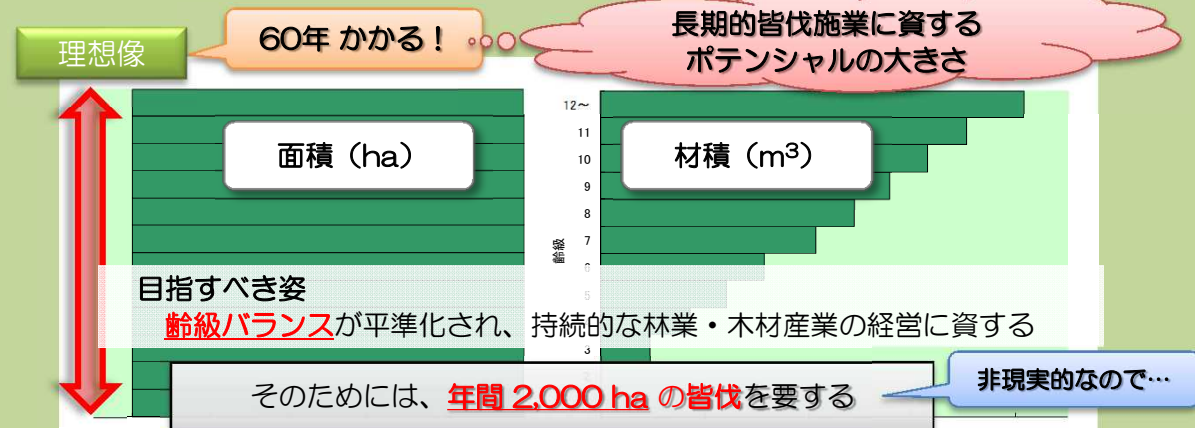 理想像
60年 かかる！
長期的皆伐施業に資する
ポテンシャルの大きさ
面積（ha）
材積（m³）
12～
11
10
9
8
7
6
5
3
齢級
目指すべき姿
齢級バランスが平準化され、持続的な林業・木材産業の経営に資する
そのためには、年間 2,000 ha の皆伐を要する
非現実的なので…